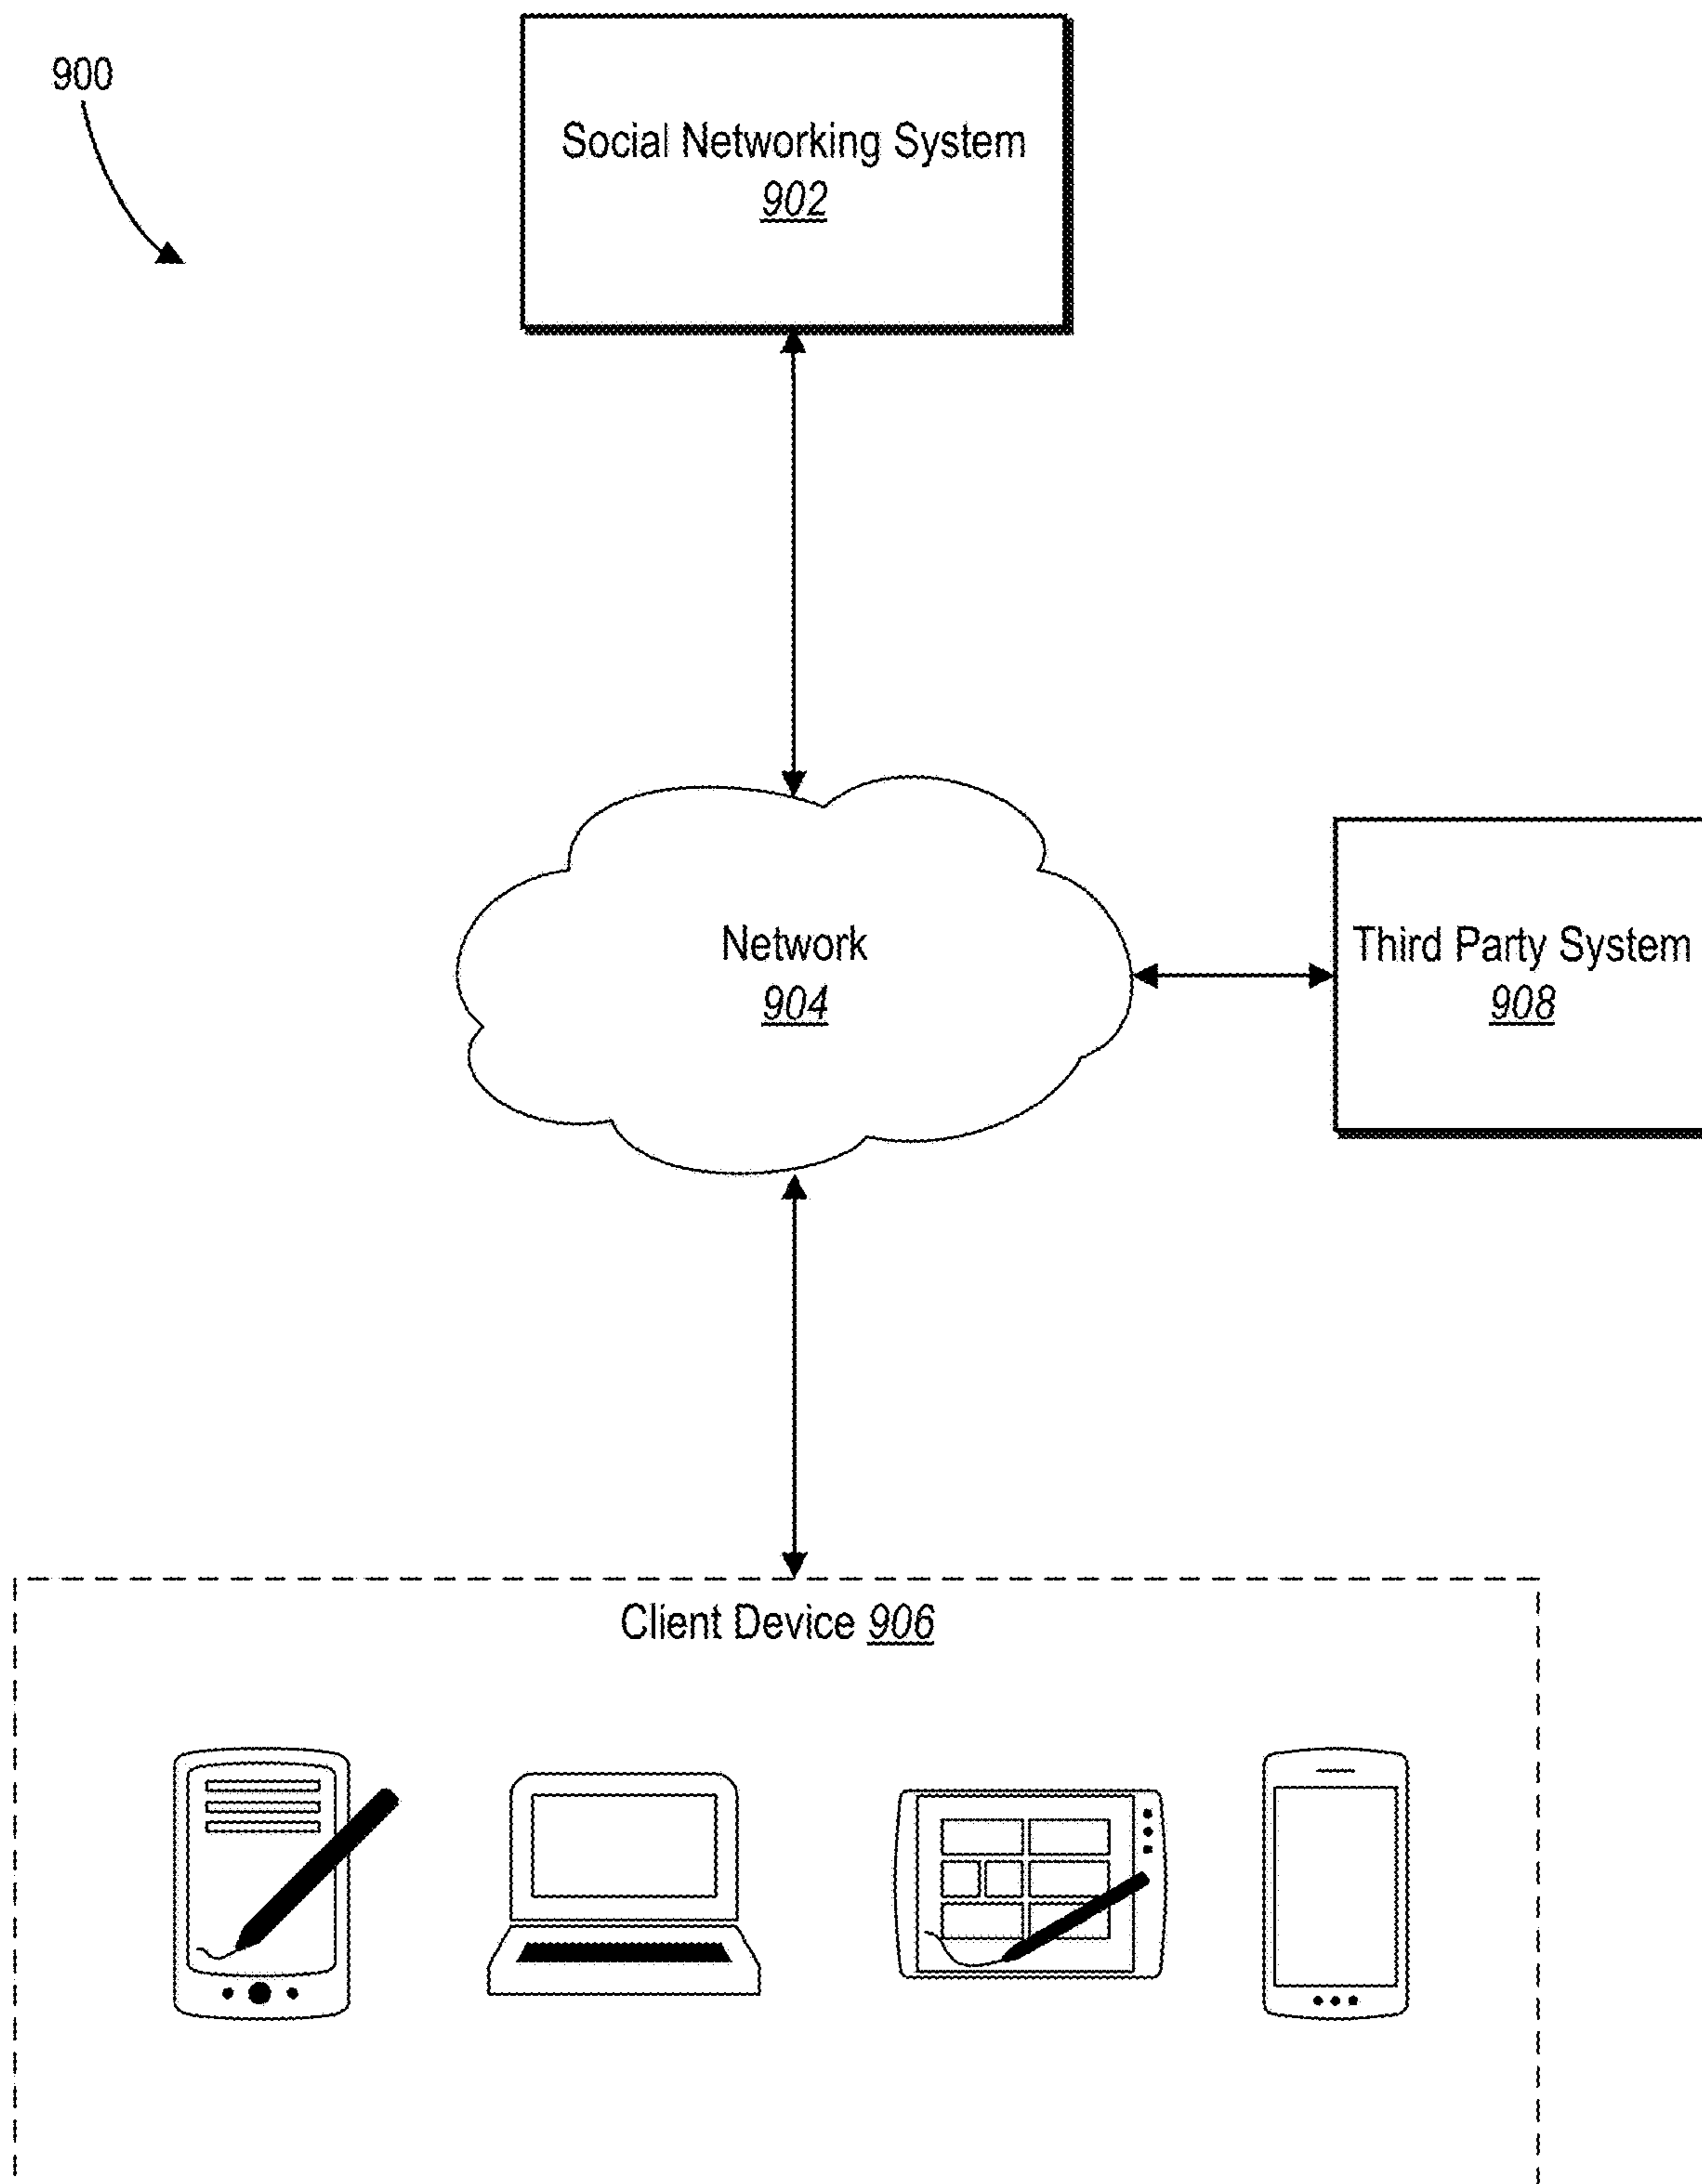 900
Social Networking System
902
Network
904
Third Party System
908
Client Device 906